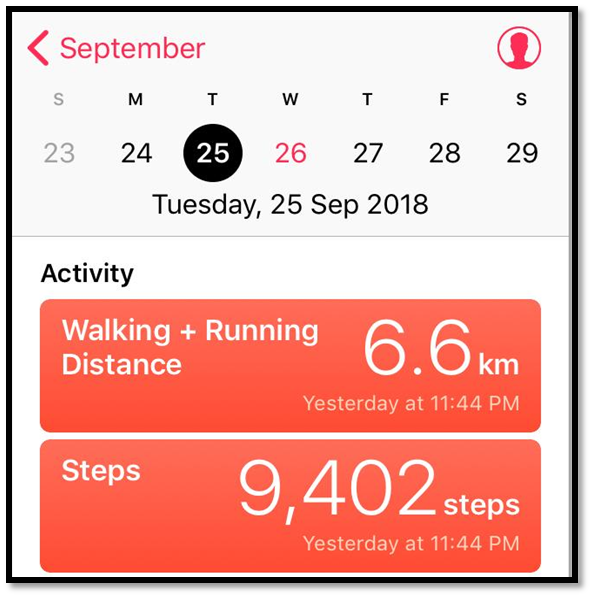 September
S M T W T F S
23 24 25 26 27 28 29
Tuesday, 25 Sep 2018
Activity
Walking + Running
Distance
6.6 km
Yesterday at 11:44 PM
Steps
9,402 steps
Yesterday at 11:44 PM